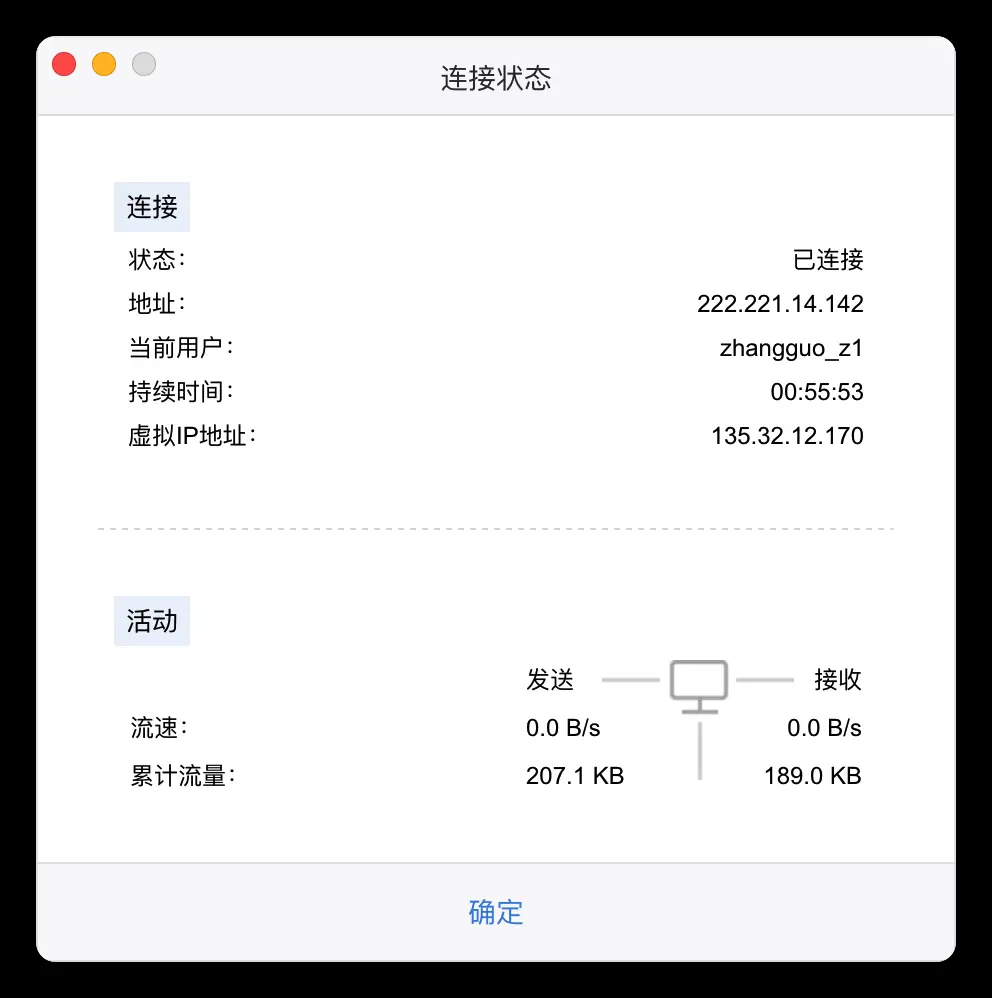 连接状态
连接
状态： 已连接
地址： 222.221.14.142
当前用户： zhangguo_z1
持续时间： 00:55:53
虚拟IP地址： 135.32.12.170
活动
发送 接收
流速： 0.0 B/s 0.0 B/s
累计流量： 207.1 KB 189.0 KB
确定